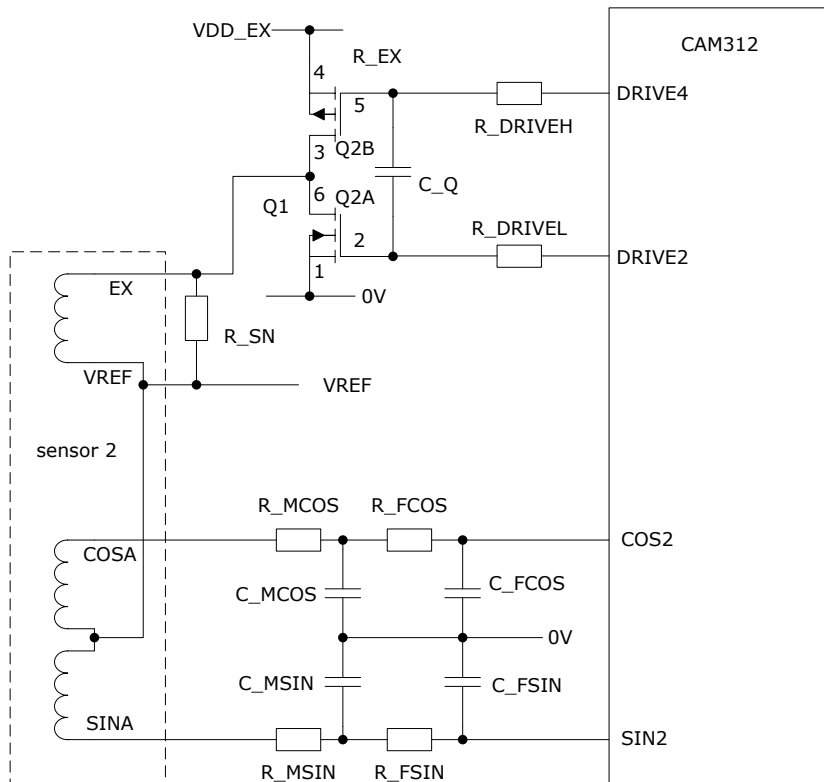 VDD_EX
CAM312
R_EX
4
5
DRIVE4
R_DRIVEH
3
Q2B
C_Q
6
Q1
Q2A
R_DRIVEL
2
DRIVE2
1
EX
0V
R_SN
VREF
VREF
sensor 2
R_MCOS
R_FCOS
COS2
COSA
C_MCOS
C_FCOS
0V
C_MSIN
C_FSIN
SINA
SIN2
R_MSIN
R_FSIN